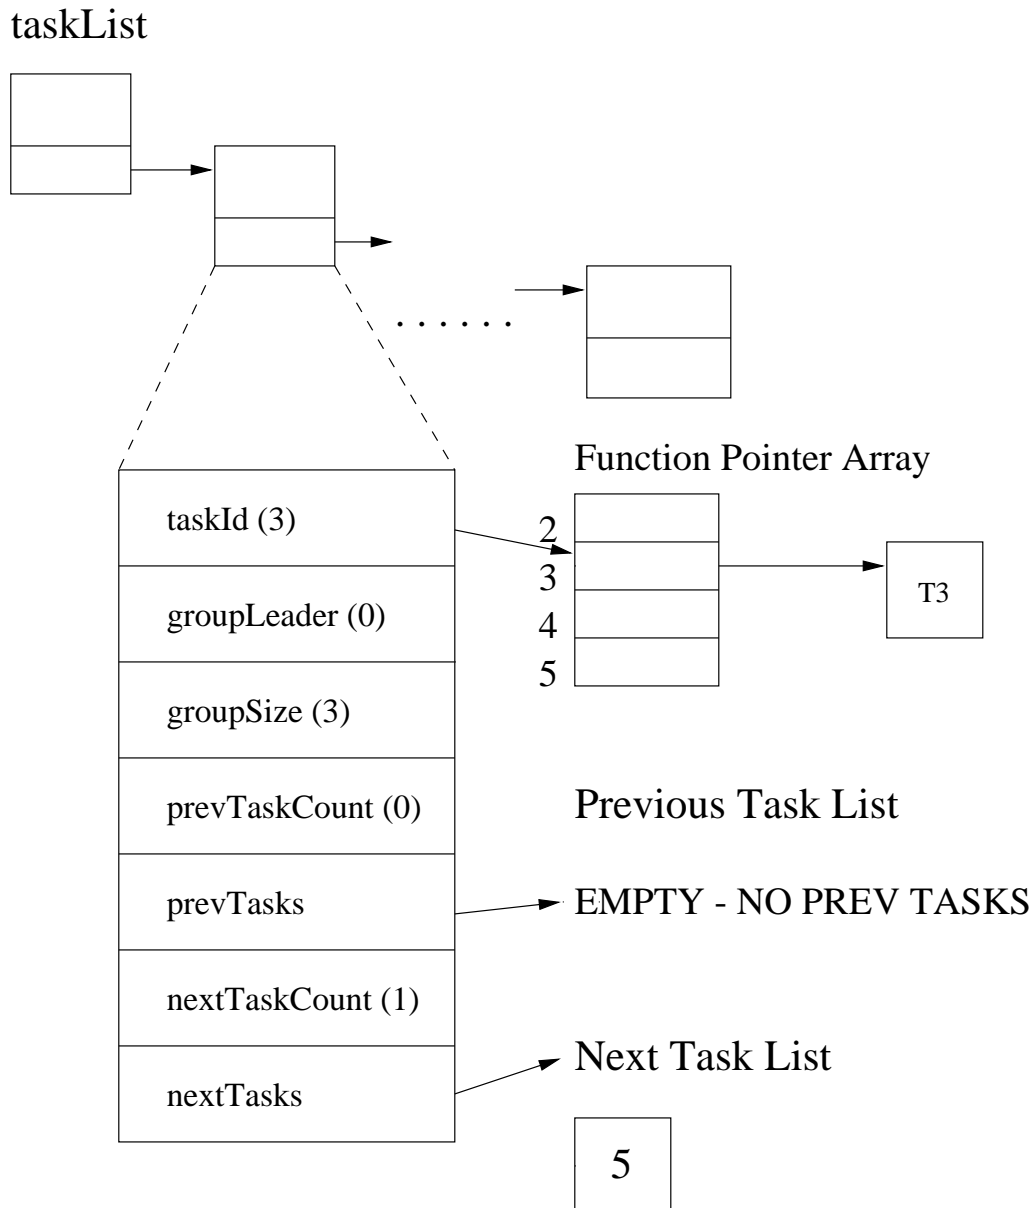 taskList
. . . . . .
Function Pointer Array
taskId (3)
2
3
T3
groupLeader (0)
4
5
groupSize (3)
prevTaskCount (0)
Previous Task List
prevTasks
EMPTY - NO PREV TASKS
nextTaskCount (1)
Next Task List
nextTasks
5